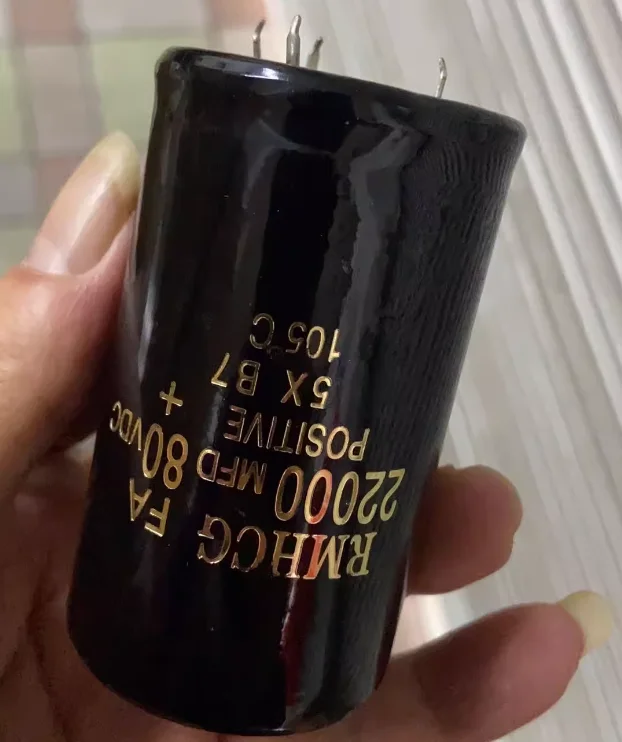 RMHCG FA
22000 MFD 80VDC
POSITIVE +
5X B7
105°C